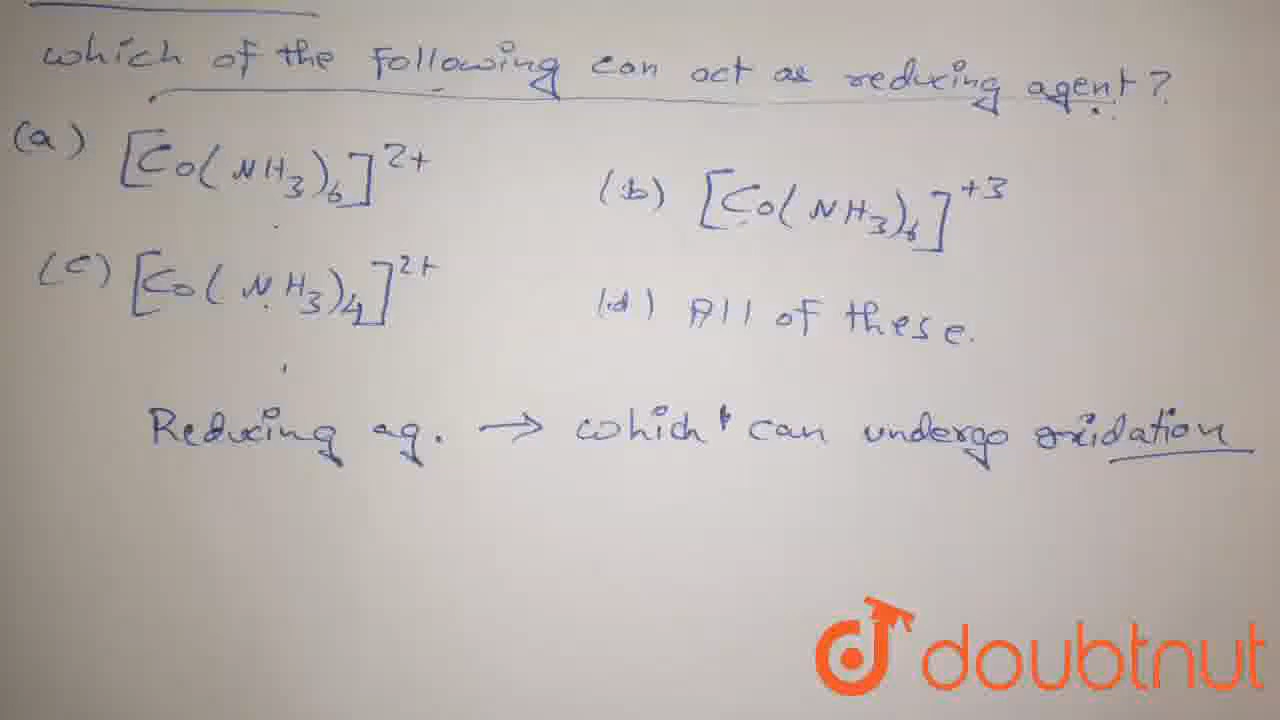 which of the following can act as reducing agent?
(a) [Co(NH3)6]2+
(b) [Co(NH3)6]+3
(c) [Co(NH3)4]2+
(d) All of these.
Reducing ag. → which can undergo oxidation
doubtnut